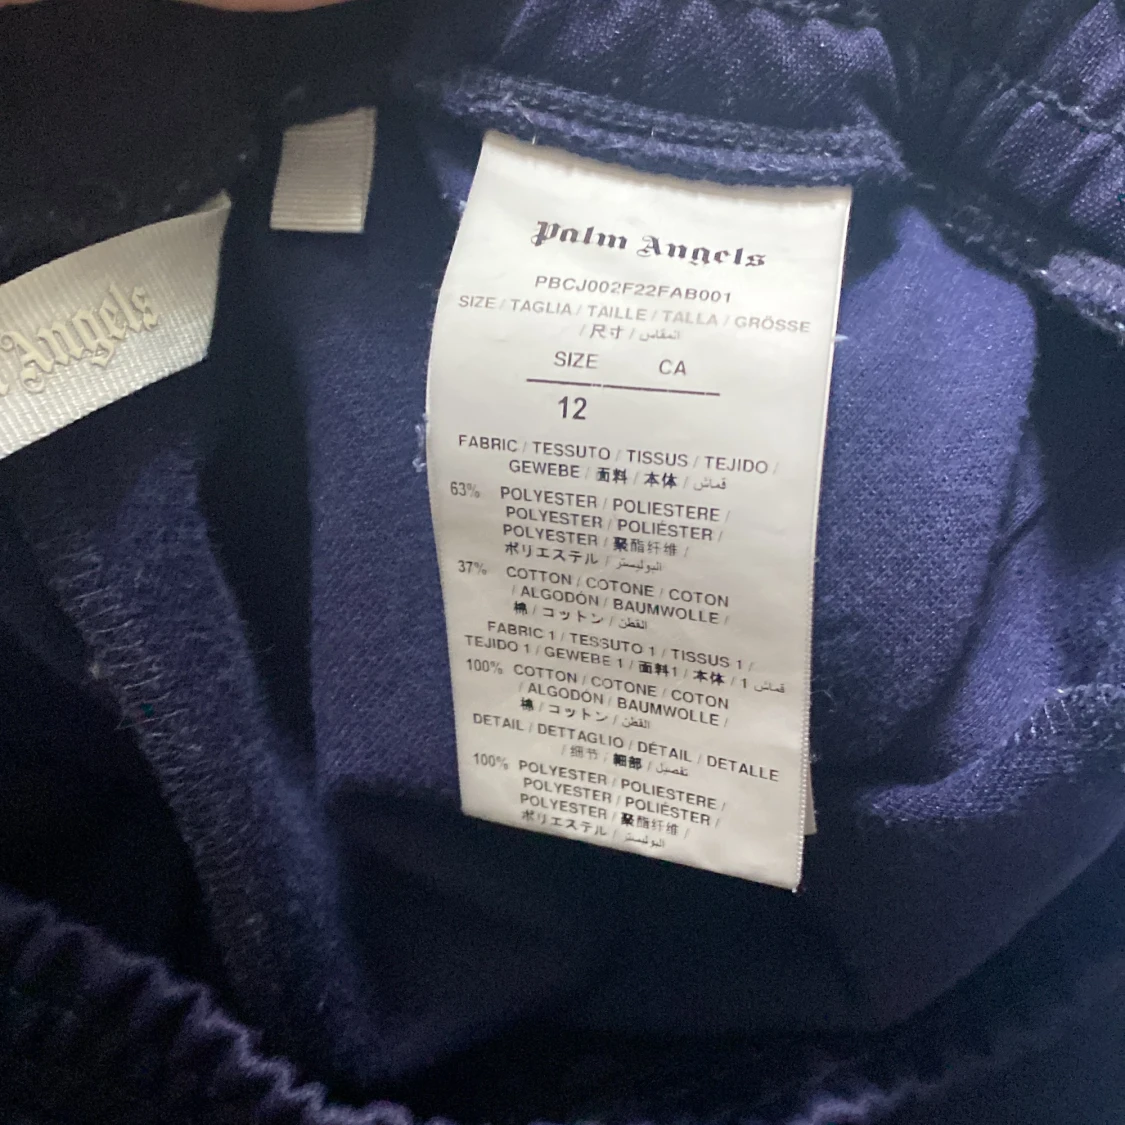 Angels
Palm Angels
PBCJ002F22FAB001
SIZE / TAGLIA / TAILLE / TALLA / GRÖSSE
/ 尺寸 / المقاس
SIZE CA
12
FABRIC / TESSUTO / TISSUS / TEJIDO /
GEWEBE / 面料 / 本体 / قماش
63% POLYESTER / POLIESTERE /
POLYESTER / POLIÉSTER /
POLYESTER / 聚酯纤维 /
ポリエステル / البوليستر
37% COTTON / COTONE / COTON
/ ALGODÓN / BAUMWOLLE /
棉 / コットン / القطن
FABRIC 1 / TESSUTO 1 / TISSUS 1 /
TEJIDO 1 / GEWEBE 1 / 面料1 / 本体 / 1 قماش
100% COTTON / COTONE / COTON
/ ALGODÓN / BAUMWOLLE /
棉 / コットン / القطن
DETAIL / DETTAGLIO / DÉTAIL / DETALLE
/ 细节 / 細部 / تفصيل
100% POLYESTER / POLIESTERE /
POLYESTER / POLIÉSTER /
POLYESTER / 聚酯纤维 /
ポリエステル / البوليستر